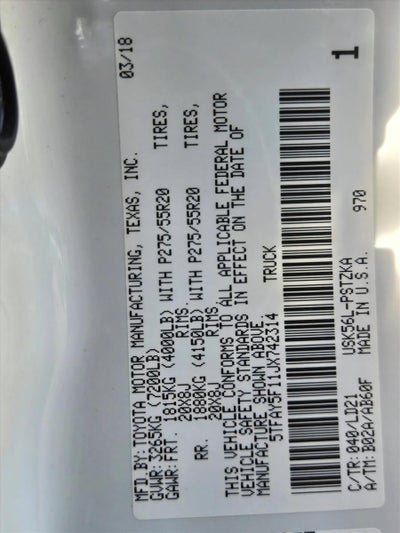 MFD BY: TOYOTA MOTOR MANUFACTURING, TEXAS, INC. 03/18
GVWR: 3265KG (7200LB)
GAWR: FRT. 1815KG (4000LB) WITH P275/55R20 TIRES,
20X8J RIMS
RR. 1880KG (4150LB) WITH P275/55R20 TIRES,
20X8J RIMS
THIS VEHICLE CONFORMS TO ALL APPLICABLE FEDERAL MOTOR
VEHICLE SAFETY STANDARDS IN EFFECT ON THE DATE OF
MANUFACTURE SHOWN ABOVE.
5TFAY5F11JX742314 TRUCK
C/TR: 040/LD21 USK56L-PSTZKA
A/TM: B02A/AB60F MADE IN U.S.A. 970
1